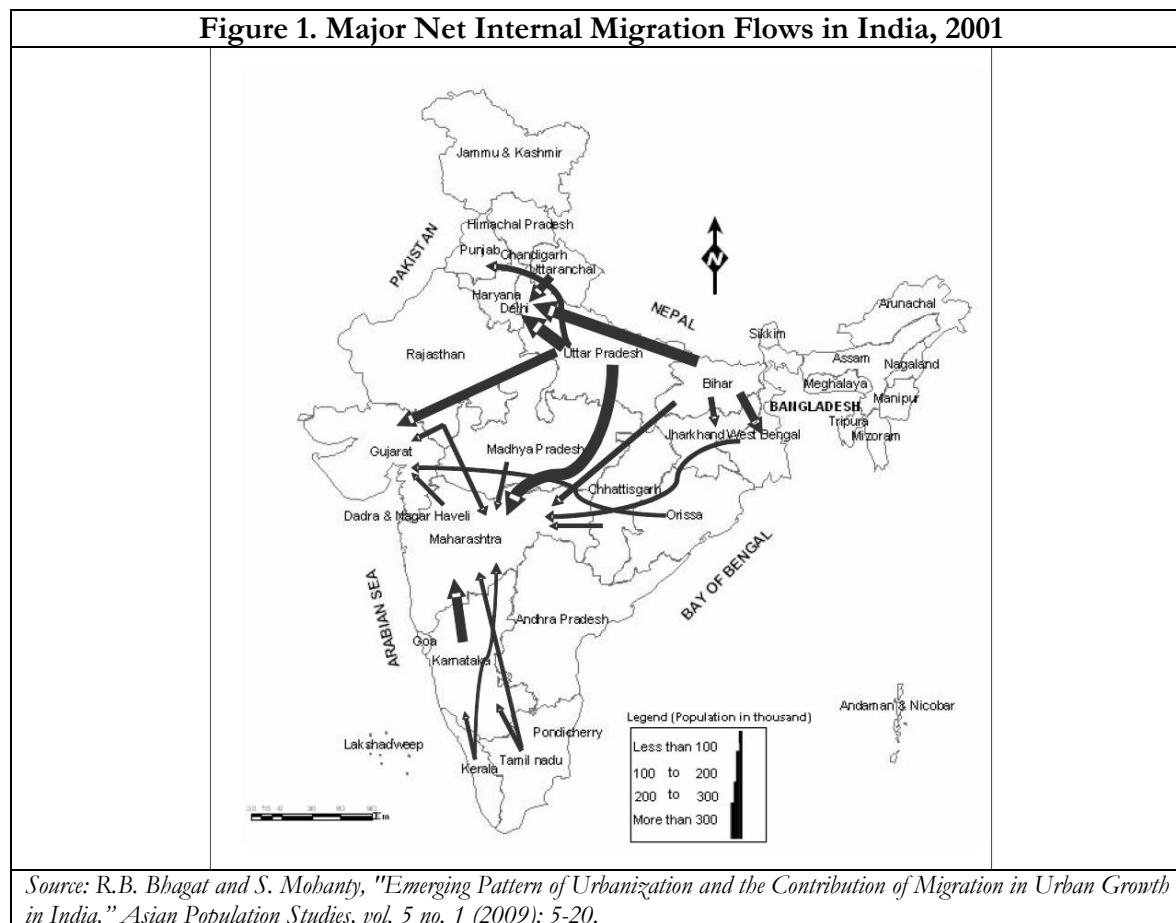 Figure 1. Major Net Internal Migration Flows in India, 2001
Jammu & Kashmir
Himachal Pradesh
PAKISTAN
Punjab
Chandigarh
Uttaranchal
N
Haryana
Delhi
NEPAL
Arunachal
Sikkim
Rajasthan
Uttar Pradesh
Assam
Nagaland
Bihar
Meghalaya
BANGLADESH
Manipur
Tripura
Mizoram
Gujarat
Madhya Pradesh
Jharkhand
West Bengal
Chhattisgarh
Dadra & Nagar Haveli
Orissa
Maharashtra
BAY OF BENGAL
ARABIAN SEA
Andhra Pradesh
Goa
Karnataka
Andaman & Nicobar
Legend (Population in thousand)
Pondicherry
Lakshadweep
Less than 100
Kerala
Tamil nadu
100 to 200
200 to 300
More than 300
Source: R.B. Bhagat and S. Mohanty, "Emerging Pattern of Urbanization and the Contribution of Migration in Urban Growth
in India,” Asian Population Studies, vol. 5 no. 1 (2009): 5-20.